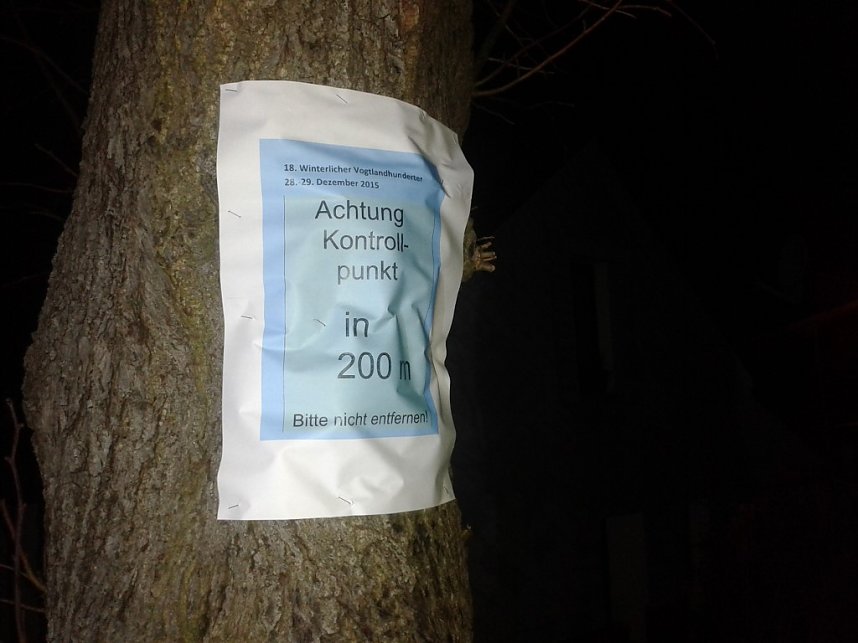 18. Winterlicher Vogtlandhunderter
28.-29. Dezember 2015
Achtung
Kontroll-
punkt
in
200 m
Bitte nicht entfernen!